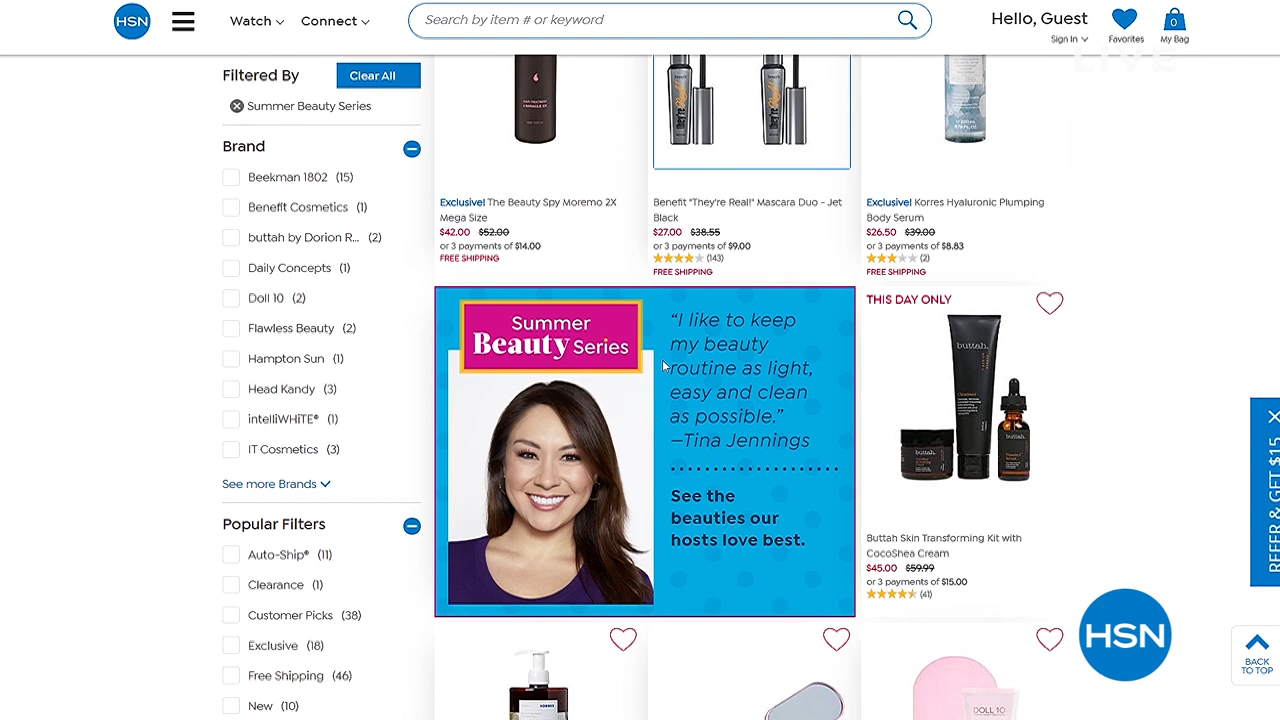 HSN
Watch
Connect
Search by item # or keyword
Hello, Guest
Sign In
Favorites
0
My Bag
LIVE
Filtered By
Clear All
Summer Beauty Series
Brand
Beekman 1802 (15)
Benefit Cosmetics (1)
buttah by Dorion R... (2)
Daily Concepts (1)
Doll 10 (2)
Flawless Beauty (2)
Hampton Sun (1)
Head Kandy (3)
intelliWHiTE® (1)
IT Cosmetics (3)
See more Brands
Popular Filters
Auto-Ship® (11)
Clearance (1)
Customer Picks (38)
Exclusive (18)
Free Shipping (46)
New (10)
Exclusive! The Beauty Spy Moremo 2X
Mega Size
$42.00 $52.00
or 3 payments of $14.00
FREE SHIPPING
Benefit "They're Real!" Mascara Duo - Jet
Black
$27.00 $38.55
or 3 payments of $9.00
(143)
FREE SHIPPING
Exclusive! Korres Hyaluronic Plumping
Body Serum
$26.50 $39.00
or 3 payments of $8.83
(2)
FREE SHIPPING
Summer
Beauty Series
“I like to keep
my beauty
routine as light,
easy and clean
as possible.”
—Tina Jennings
See the
beauties our
hosts love best.
THIS DAY ONLY
buttah.
Cleanser
buttah.
buttah.
Buttah Skin Transforming Kit with
CocoShea Cream
$45.00 $59.99
or 3 payments of $15.00
(41)
REFER & GET $15
HSN
BACK
TO TOP
DOLL 10